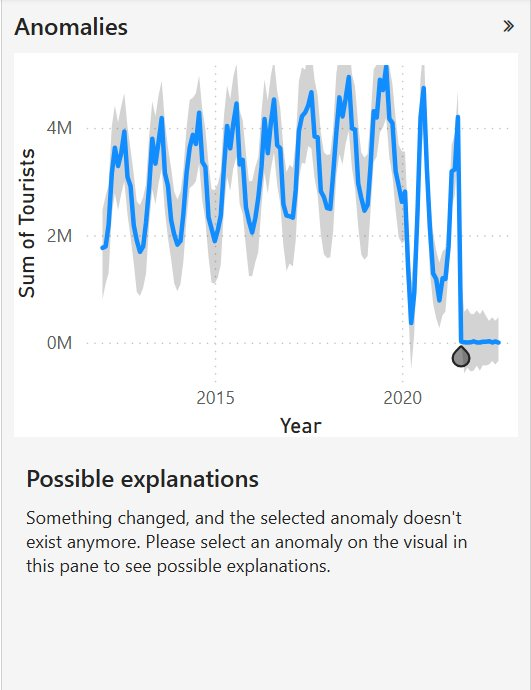 Anomalies
4M
2M
0M
Sum of Tourists
2015
2020
Year
Possible explanations
Something changed, and the selected anomaly doesn't
exist anymore. Please select an anomaly on the visual in
this pane to see possible explanations.